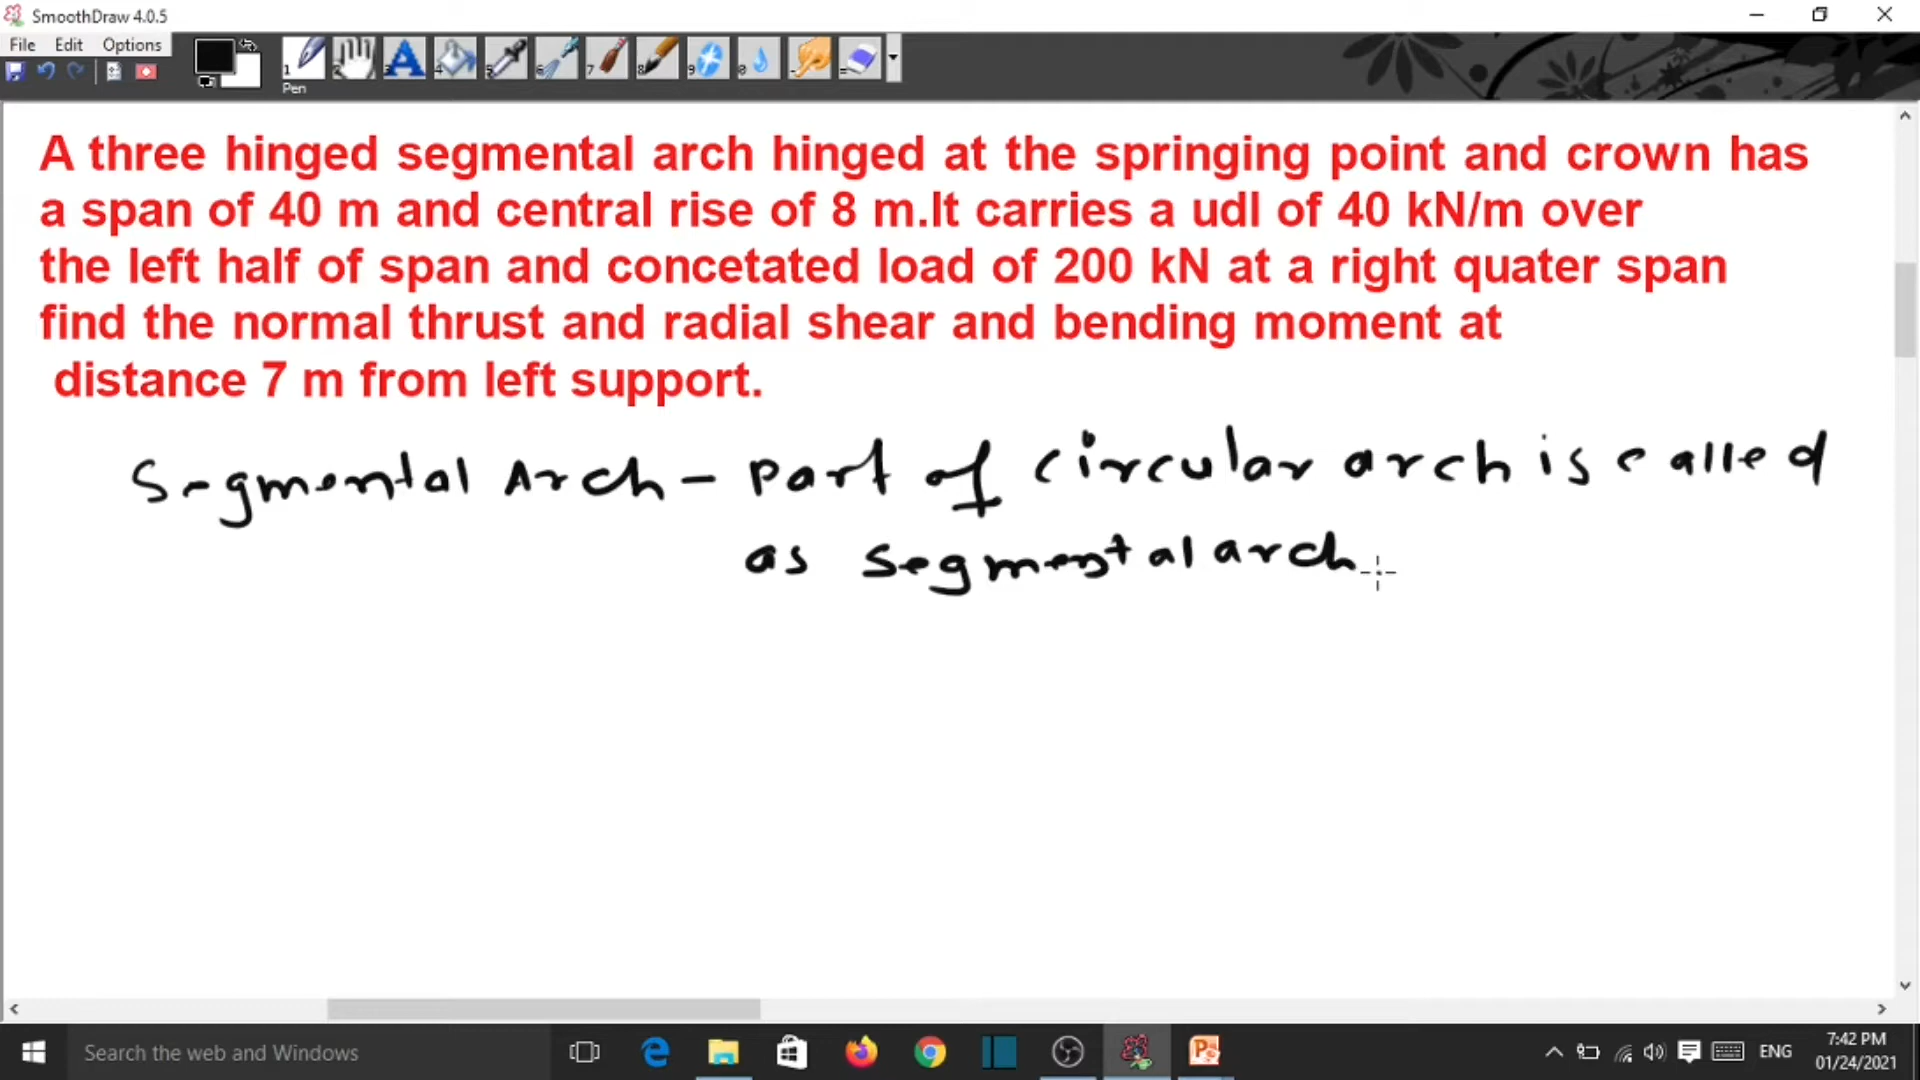 SmoothDraw 4.0.5
File Edit Options
Pen
A three hinged segmental arch hinged at the springing point and crown has
a span of 40 m and central rise of 8 m.It carries a udl of 40 kN/m over
the left half of span and concetated load of 200 kN at a right quater span
find the normal thrust and radial shear and bending moment at
distance 7 m from left support.
Segmental Arch - Part of circular arch is called
as segmental arch
Search the web and Windows
ENG
7:42 PM
01/24/2021